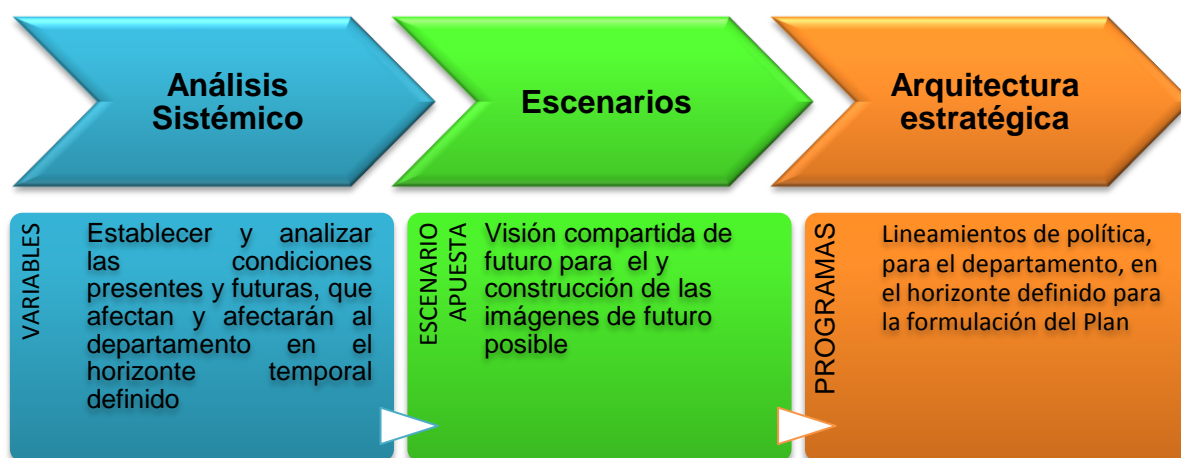 Análisis
Sistémico
Escenarios
Arquitectura
estratégica
VARIABLES
Establecer y analizar
las condiciones
presentes y futuras, que
afectan y afectarán al
departamento en el
horizonte temporal
definido
ESCENARIO
APUESTA
Visión compartida de
futuro para el y
construcción de las
imágenes de futuro
posible
PROGRAMAS
Lineamientos de política,
para el departamento, en
el horizonte definido para
la formulación del Plan